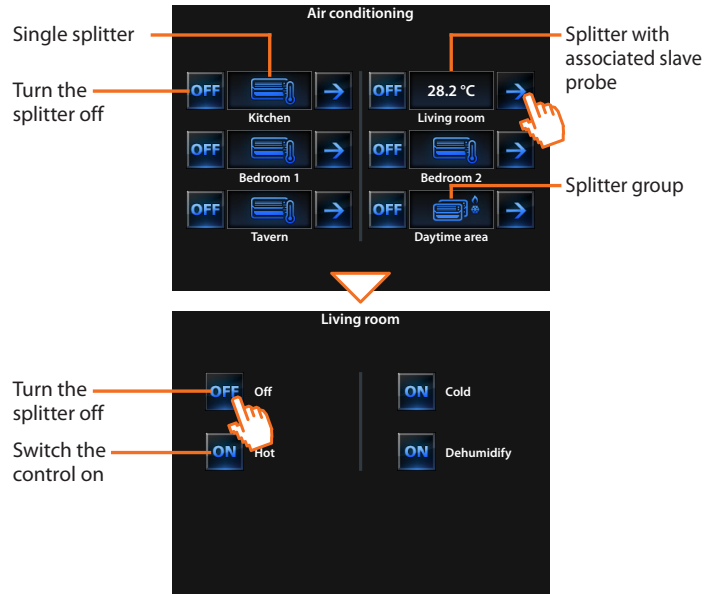 Air conditioning
Single splitter
Splitter with
associated slave
probe
Turn the
splitter off
OFF
OFF 28.2 °C
Kitchen
Living room
OFF
OFF
Bedroom 1
Bedroom 2
Splitter group
OFF
OFF
Tavern
Daytime area
Living room
Turn the
splitter off
OFF Off
ON Cold
Switch the
control on
ON Hot
ON Dehumidify